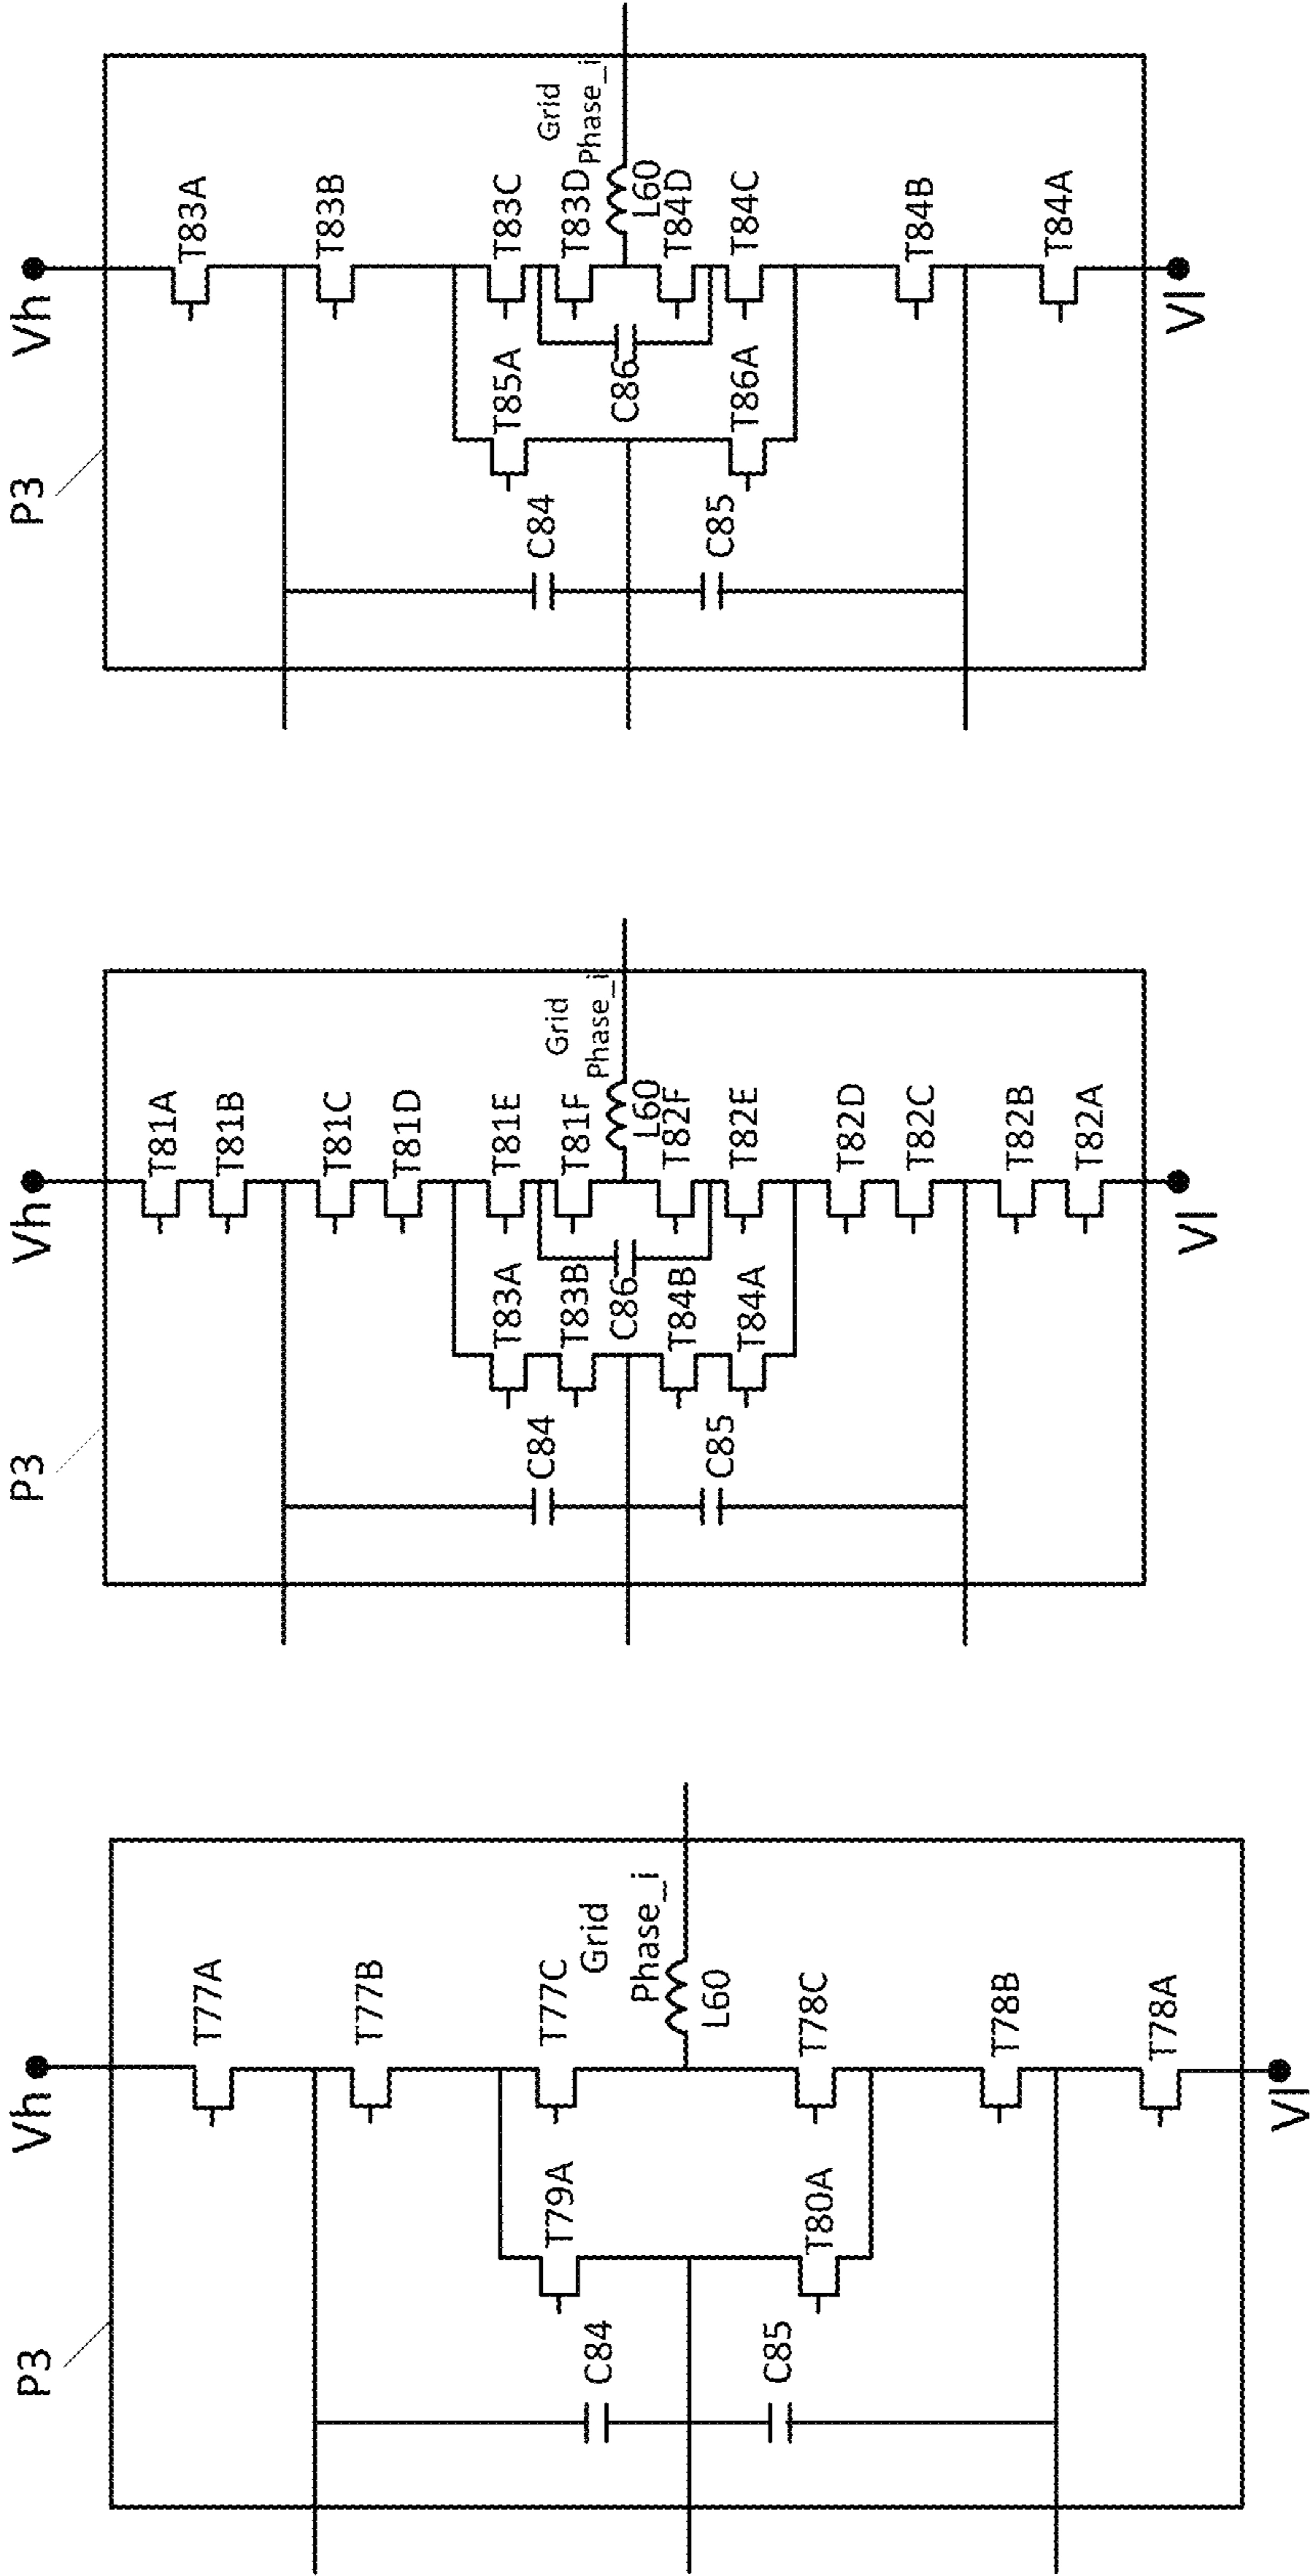 P3
Vh
T77A
T77B
T77C
Grid
Phase_i
L60
T79A
C84
C85
T80A
T78C
T78B
T78A
Vl
P3
Vh
T81A
T81B
T81C
T81D
T81E
T81F
Grid
Phase_i
L60
T83A
T83B
C86
C84
C85
T84B
T84A
T82F
T82E
T82D
T82C
T82B
T82A
Vl
P3
Vh
T83A
T83B
T83C
T83D
Grid
Phase_i
L60
T85A
C86
C84
C85
T86A
T84D
T84C
T84B
T84A
Vl